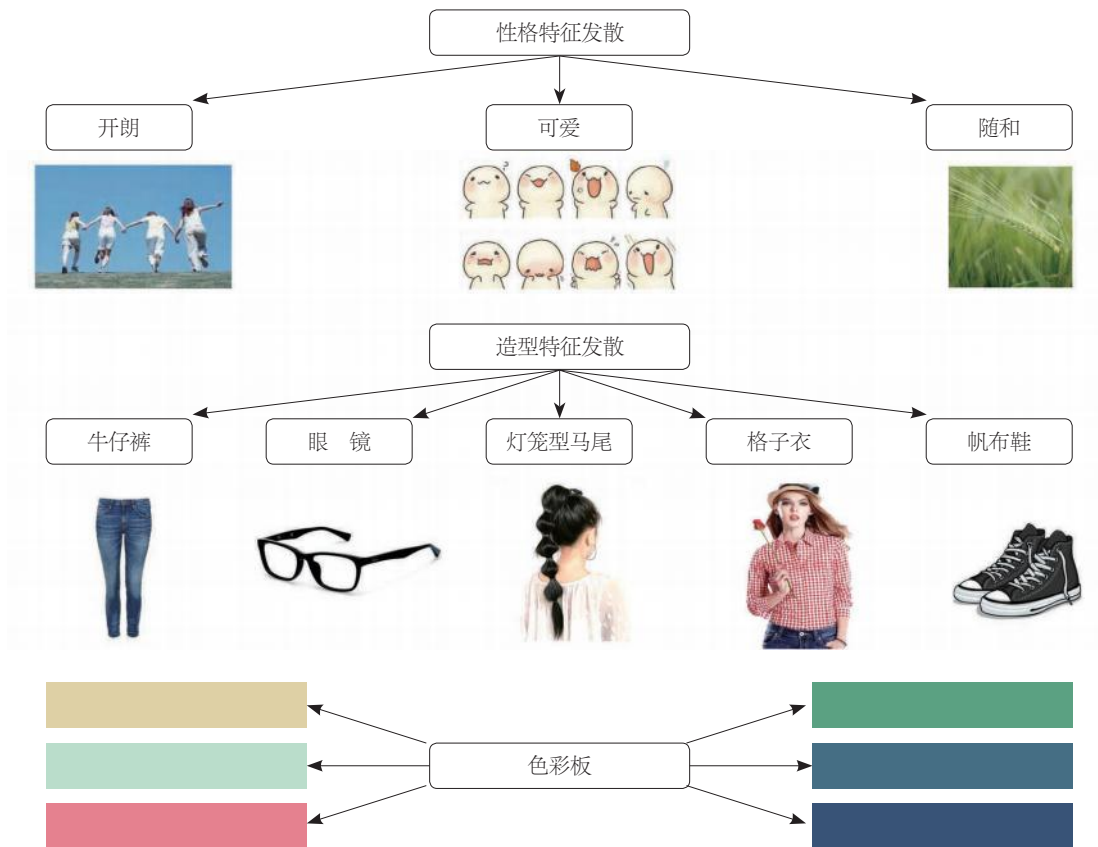 性格特征发散
开朗
可爱
随和
造型特征发散
牛仔裤
眼 镜
灯笼型马尾
格子衣
帆布鞋
色彩板